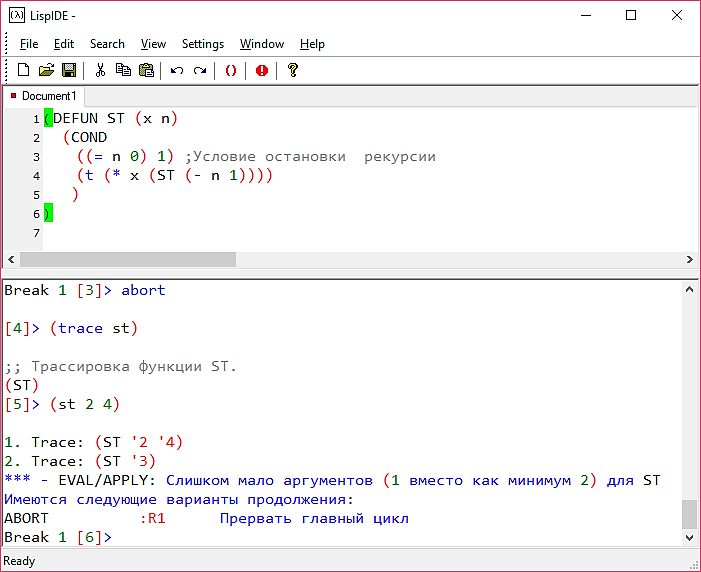 (λ) LispIDE -
File Edit Search View Settings Window Help
Document1
1 (DEFUN ST (x n)
2 (COND
3 ((= n 0) 1) ;Условие остановки рекурсии
4 (t (* x (ST (- n 1))))
5 )
6 )
7
Break 1 [3]> abort
[4]> (trace st)
;; Трассировка функции ST.
(ST)
[5]> (st 2 4)
1. Trace: (ST '2 '4)
2. Trace: (ST '3)
*** - EVAL/APPLY: Слишком мало аргументов (1 вместо как минимум 2) для ST
Имеются следующие варианты продолжения:
ABORT :R1 Прервать главный цикл
Break 1 [6]>
Ready